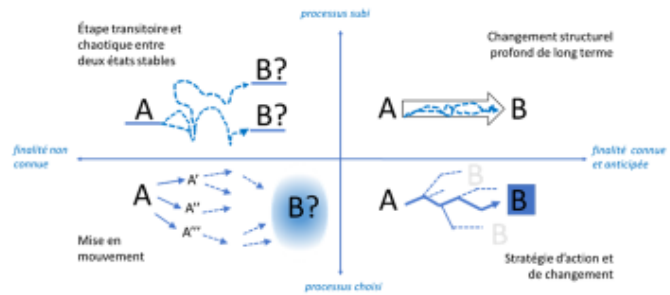 processus subi
Étape transitoire et
chaotique entre
deux états stables
Changement structurel
profond de long terme
A
B?
B?
A
B
finalité non
connue
finalité connue
et anticipée
A
A'
A''
A'''
B?
A
B
B
B
Mise en
mouvement
Stratégie d'action et
de changement
processus choisi